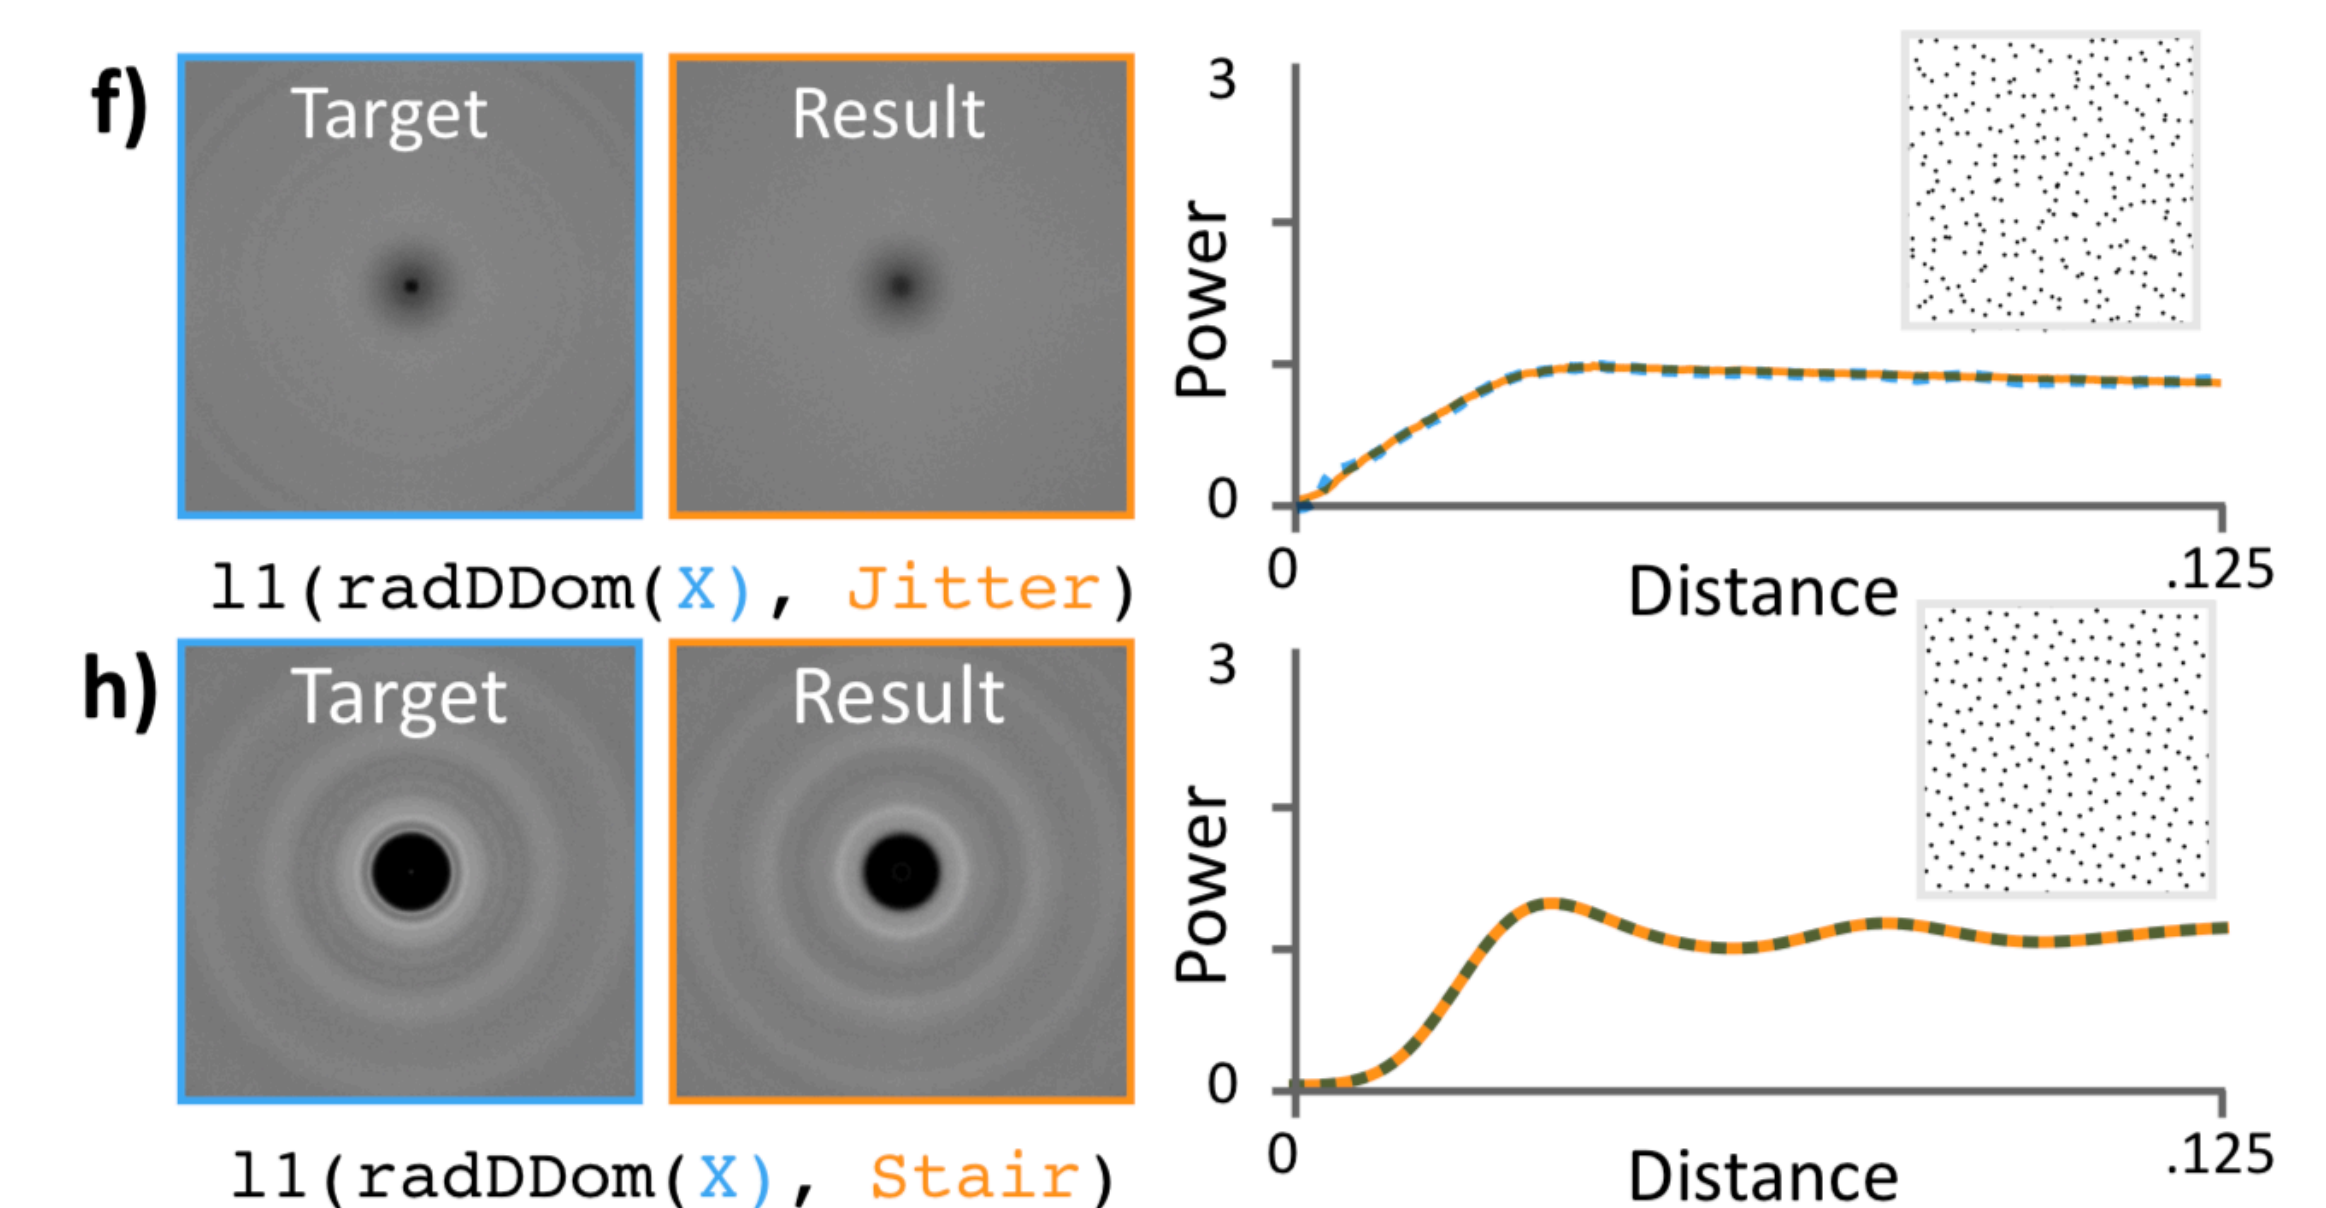 f)
Target
Result
3
Power
0
0
Distance
.125
l1(radDDom(X), Jitter)
h)
Target
Result
3
Power
0
0
Distance
.125
l1(radDDom(X), Stair)